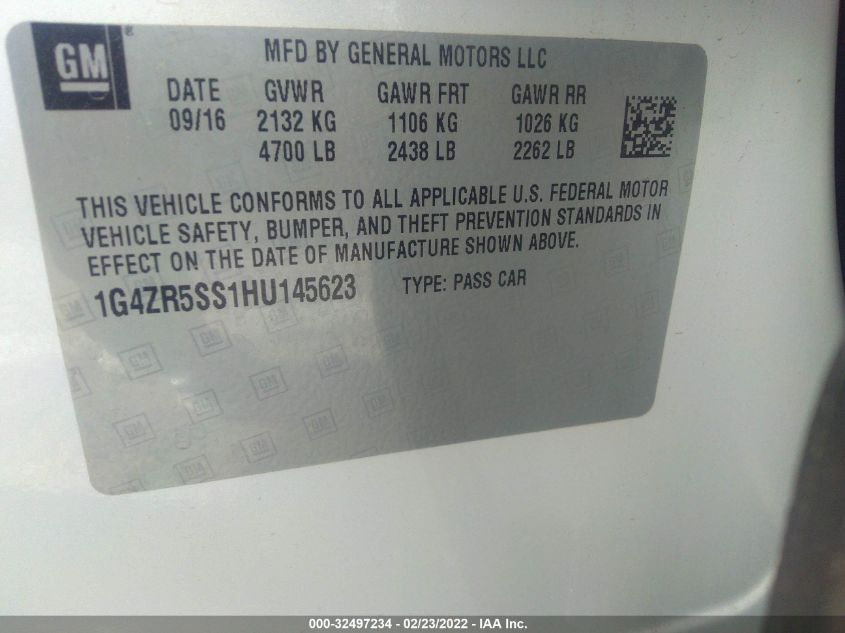 GM®
MFD BY GENERAL MOTORS LLC
DATE GVWR GAWR FRT GAWR RR
09/16 2132 KG 1106 KG 1026 KG
4700 LB 2438 LB 2262 LB
THIS VEHICLE CONFORMS TO ALL APPLICABLE U.S. FEDERAL MOTOR
VEHICLE SAFETY, BUMPER, AND THEFT PREVENTION STANDARDS IN
EFFECT ON THE DATE OF MANUFACTURE SHOWN ABOVE.
1G4ZR5SS1HU145623 TYPE: PASS CAR
000-32497234 - 02/23/2022 - IAA Inc.